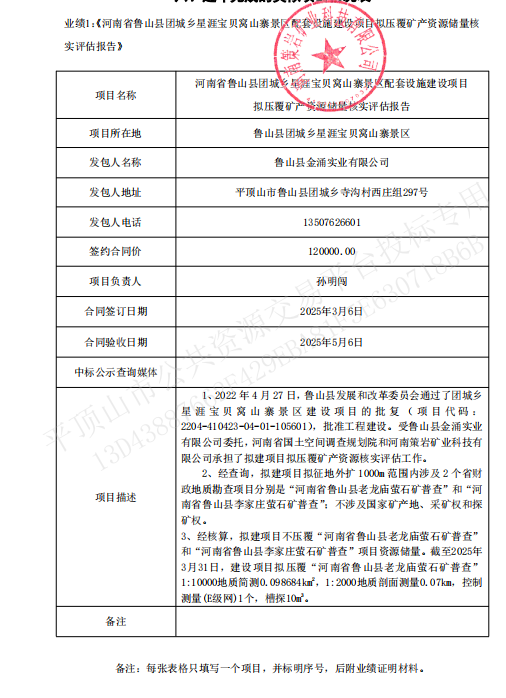 业绩1:《河南省鲁山县团城乡星涯宝贝窝山寨景区配套设施建设项目拟压覆矿产资源储量核
实评估报告》
项目名称
河南省鲁山县团城乡星涯宝贝窝山寨景区配套设施建设项目
拟压覆矿产资源储量核实评估报告
项目所在地
鲁山县团城乡星涯宝贝窝山寨景区
发包人名称
鲁山县金涌实业有限公司
发包人地址
平顶山市鲁山县团城乡寺沟村西庄组297号
发包人电话
13507626601
签约合同价
120000.00
项目负责人
孙明闯
合同签订日期
2025年3月6日
合同验收日期
2025年5月6日
中标公示查询媒体
项目描述
1、2022 年 4 月 27 日，鲁山县发展和改革委员会通过了团城乡
星涯宝贝窝山寨景区建设项目的批复（项目代码：
2204-410423-04-01-105601)，批准工程建设。受鲁山县金涌实业
有限公司委托，河南省国土空间调查规划院和河南策岩矿业科技有
限公司承担了拟建项目拟压覆矿产资源核实评估工作。
2、经查询，拟建项目拟征地外扩 1000m 范围内涉及 2 个省财
政地质勘查项目分别是“河南省鲁山县老龙庙萤石矿普查”和“河
南省鲁山县李家庄萤石矿普查”；不涉及国家矿产地、采矿权和探
矿权。
3、经核算，拟建项目不压覆“河南省鲁山县老龙庙萤石矿普查”
和“河南省鲁山县李家庄萤石矿普查”项目资源储量。截至2025年
3月31日，建设项目拟压覆“河南省鲁山县老龙庙萤石矿普查”
1:10000地质简测0.098684km²，1:2000地质剖面测量0.07km，控制
测量(E级网)1个，槽探10m³。
备注
备注：每张表格只填写一个项目，并标明序号，后附业绩证明材料。
平顶山市公共资源交易平台投标专用